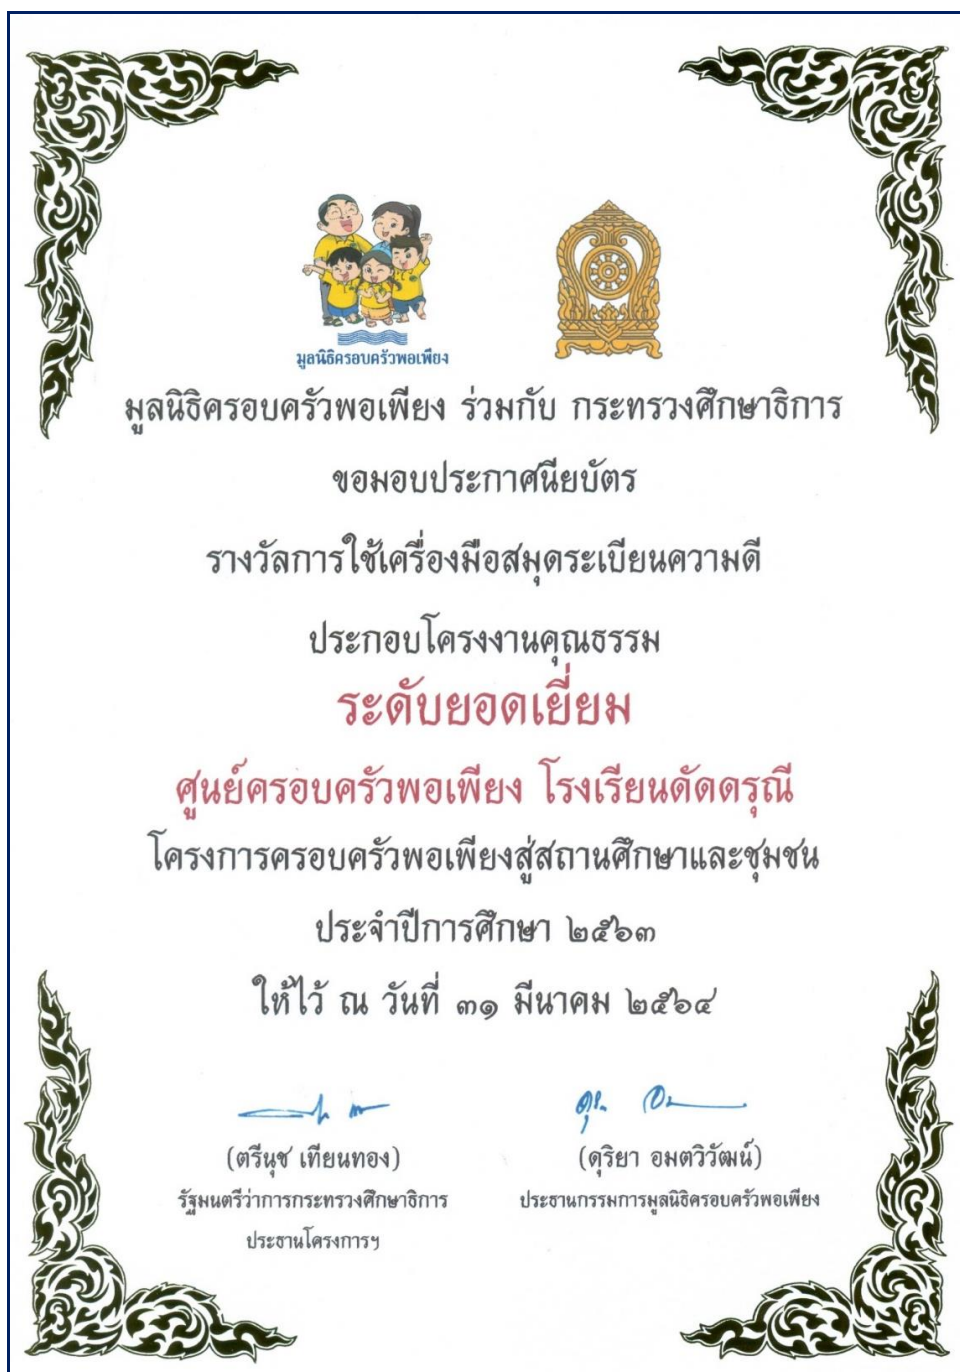 มูลนิธิครอบครัวพอเพียง
มูลนิธิครอบครัวพอเพียง ร่วมกับ กระทรวงศึกษาธิการ
ขอมอบประกาศนียบัตร
รางวัลการใช้เครื่องมือสมุดระเบียนความดี
ประกอบโครงงานคุณธรรม
ระดับยอดเยี่ยม
ศูนย์ครอบครัวพอเพียง โรงเรียนดัดดรุณี
โครงการครอบครัวพอเพียงสู่สถานศึกษาและชุมชน
ประจำปีการศึกษา ๒๕๖๓
ให้ไว้ ณ วันที่ ๓๑ มีนาคม ๒๕๖๔
(ตรีนุช เทียนทอง)
รัฐมนตรีว่าการกระทรวงศึกษาธิการ
ประธานโครงการฯ
(ดุริยา อมตวิวัฒน์)
ประธานกรรมการมูลนิธิครอบครัวพอเพียง